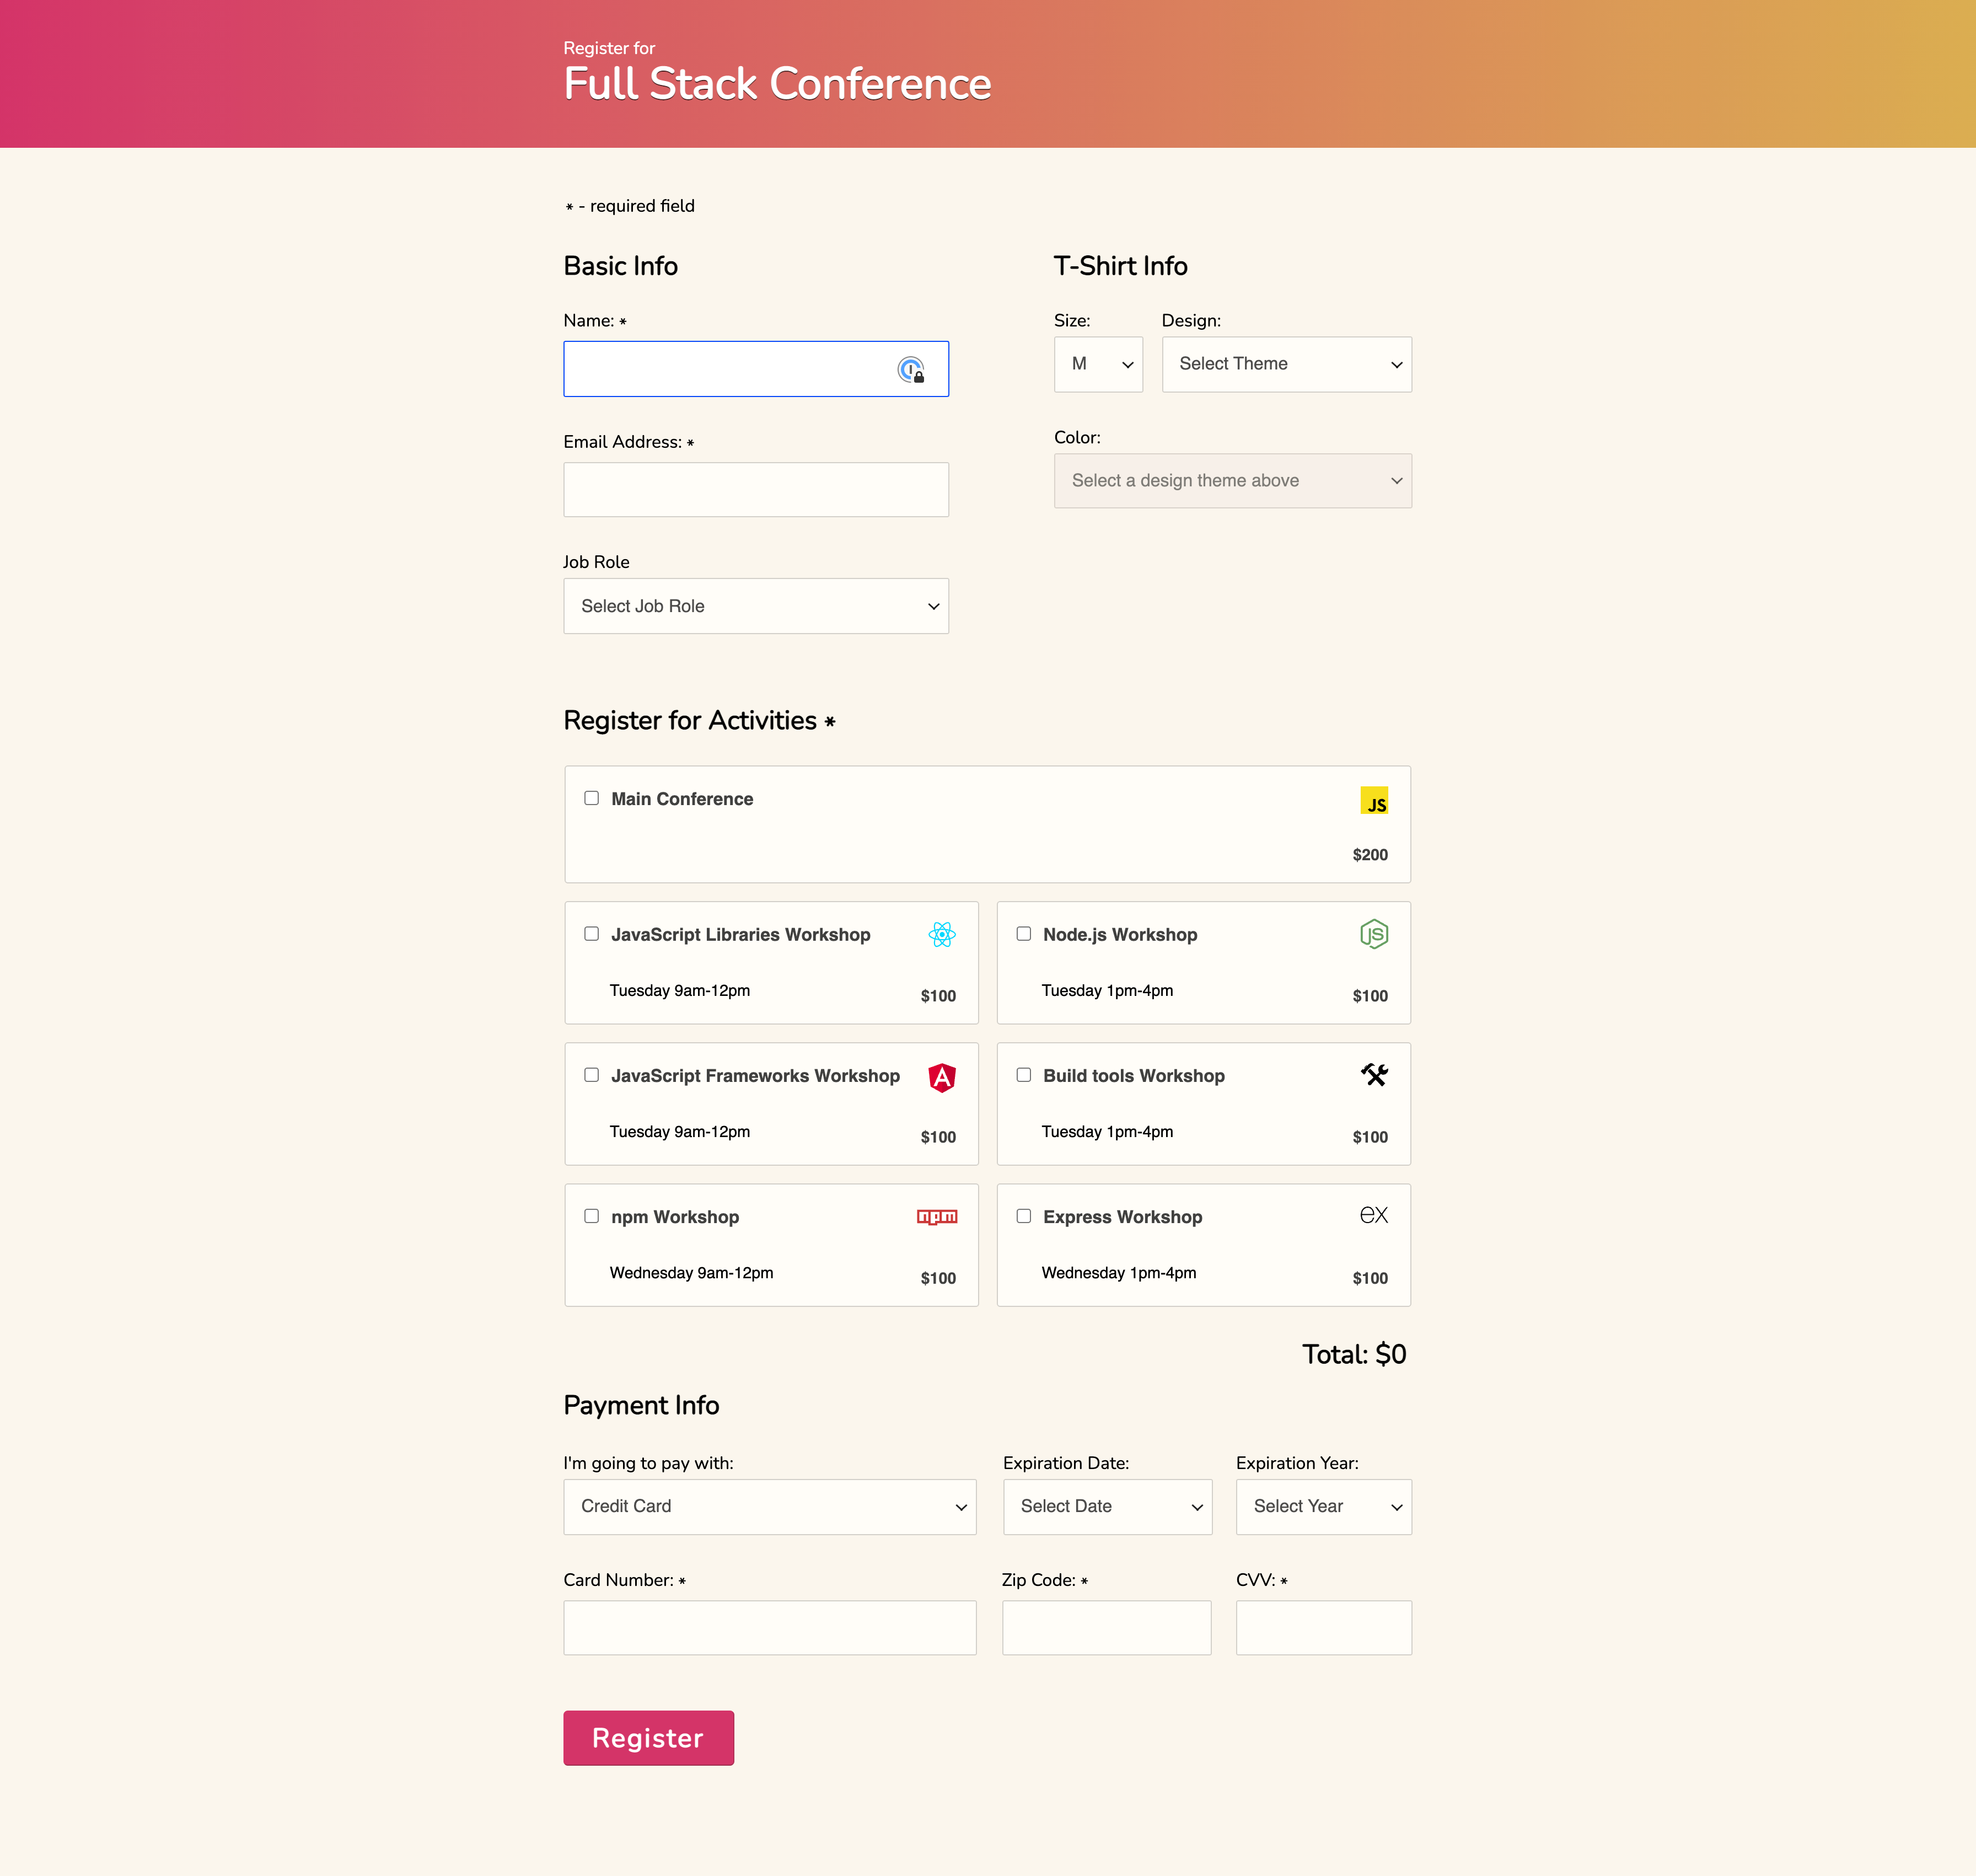 Register for
Full Stack Conference
* - required field
Basic Info
Name: *
Email Address: *
Job Role
Select Job Role
T-Shirt Info
Size:
M
Design:
Select Theme
Color:
Select a design theme above
Register for Activities *
Main Conference
JS
$200
JavaScript Libraries Workshop
Tuesday 9am-12pm
$100
Node.js Workshop
JS
Tuesday 1pm-4pm
$100
JavaScript Frameworks Workshop
A
Tuesday 9am-12pm
$100
Build tools Workshop
Tuesday 1pm-4pm
$100
npm Workshop
npm
Wednesday 9am-12pm
$100
Express Workshop
ex
Wednesday 1pm-4pm
$100
Total: $0
Payment Info
I'm going to pay with:
Credit Card
Expiration Date:
Select Date
Expiration Year:
Select Year
Card Number: *
Zip Code: *
CVV: *
Register